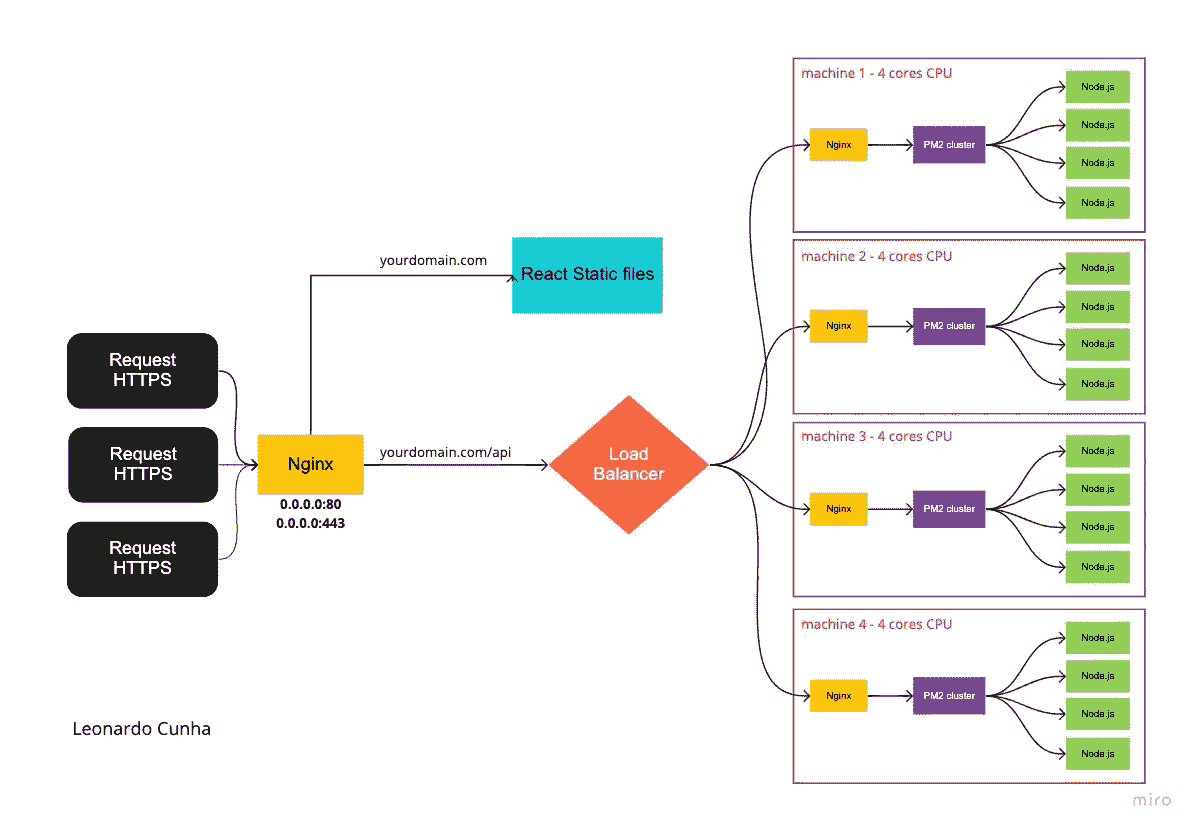 Request
HTTPS
Request
HTTPS
Request
HTTPS
Nginx
0.0.0.0:80
0.0.0.0:443
yourdomain.com
React Static files
yourdomain.com/api
Load
Balancer
machine 1 - 4 cores CPU
Nginx
PM2 cluster
Node.js
Node.js
Node.js
Node.js
machine 2 - 4 cores CPU
Nginx
PM2 cluster
Node.js
Node.js
Node.js
Node.js
machine 3 - 4 cores CPU
Nginx
PM2 cluster
Node.js
Node.js
Node.js
Node.js
machine 4 - 4 cores CPU
Nginx
PM2 cluster
Node.js
Node.js
Node.js
Node.js
Leonardo Cunha
miro